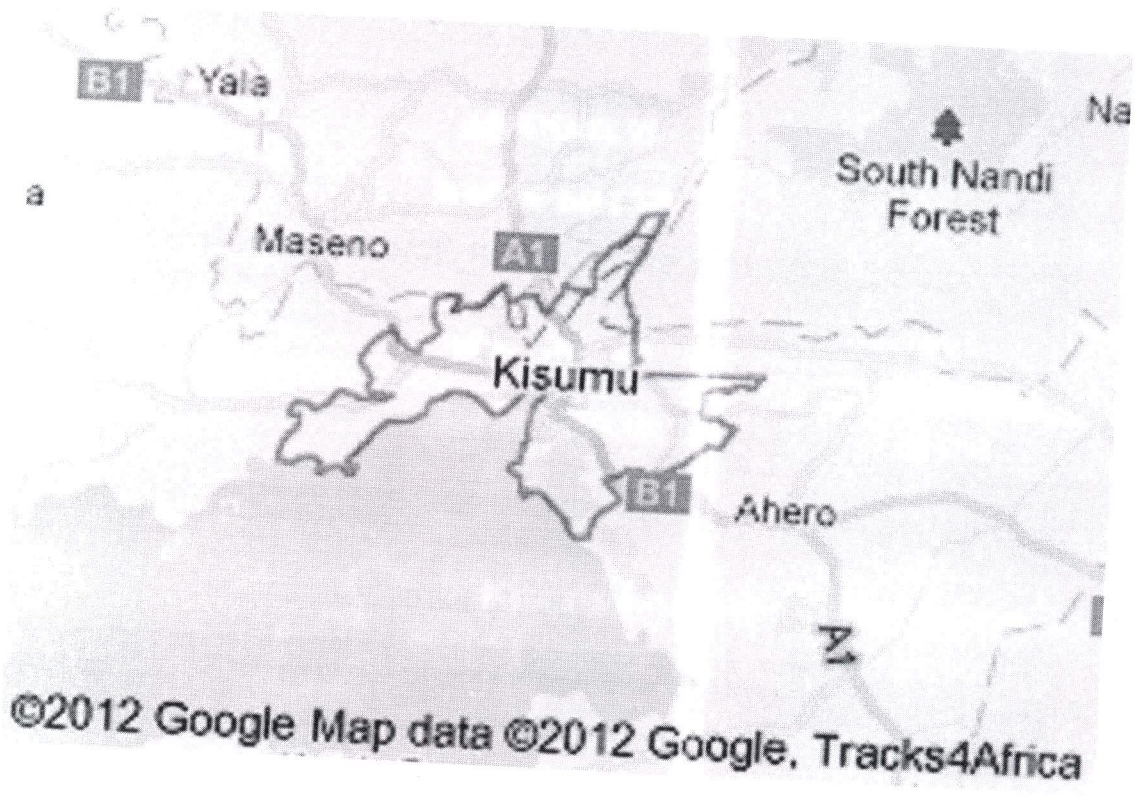 B1
Yala
Na
South Nandi
Forest
a
Maseno
A1
Kisumu
B1
Ahero
A1
©2012 Google Map data ©2012 Google, Tracks4Africa